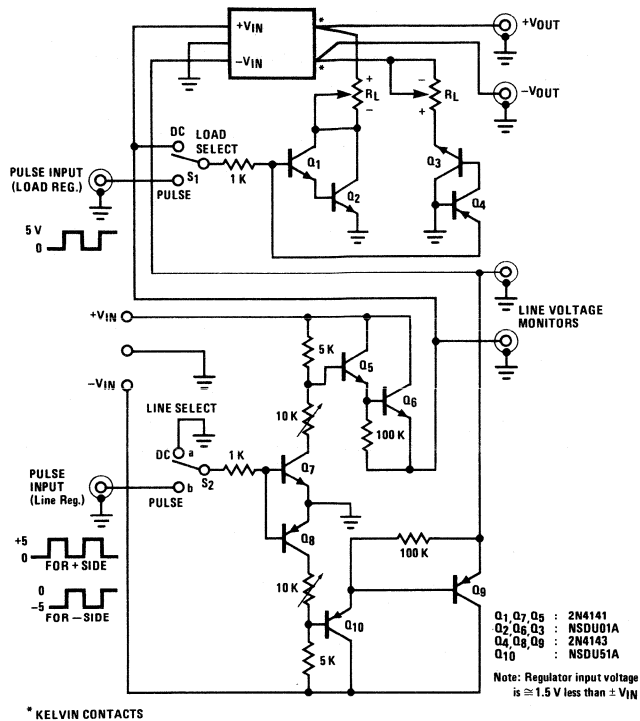 +VIN
-VIN
*
*
+VOUT
-VOUT
+
RL
-
-
RL
+
DC
LOAD
SELECT
PULSE INPUT
(LOAD REG.)
S1
PULSE
1 K
Q1
Q2
Q3
Q4
5 V
0
LINE VOLTAGE
MONITORS
+VIN
-VIN
5 K
Q5
Q6
10 K
100 K
LINE SELECT
DC
a
1 K
Q7
PULSE
INPUT
(Line Reg.)
b
S2
PULSE
Q8
100 K
+5
0
FOR + SIDE
0
-5
FOR - SIDE
10 K
Q10
Q9
5 K
Q1, Q7, Q5 : 2N4141
Q2, Q6, Q3 : NSDU01A
Q4, Q8, Q9 : 2N4143
Q10 : NSDU51A
Note: Regulator input voltage
is ≅ 1.5 V less than ± VIN
* KELVIN CONTACTS